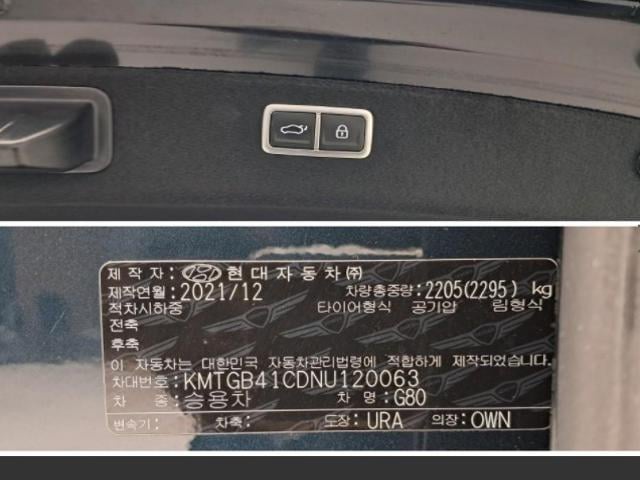 제 작 자: 현대자동차㈜
제작연월: 2021/12 차량총중량: 2205(2295) kg
적차시하중 타이어형식 공기압 림형식
전축
후축
이 자동차는 대한민국 자동차관리법령에 적합하게 제작되었습니다.
차대번호: KMTGB41CDNU120063
차 종: 승용차 차 명: G80
변속기: 차축: 도장: URA 의장: OWN